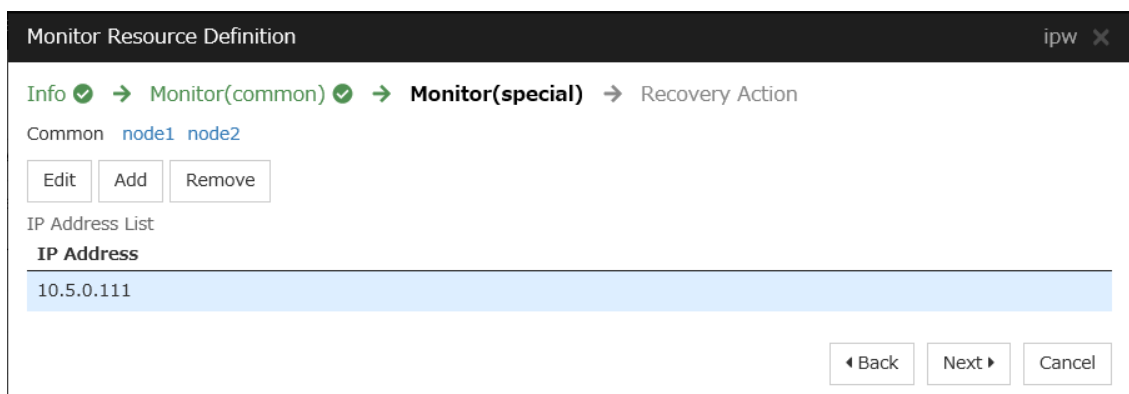 Monitor Resource Definition ipw
Info → Monitor(common) → Monitor(special) → Recovery Action
Common node1 node2
Edit Add Remove
IP Address List
IP Address
10.5.0.111
Back Next Cancel